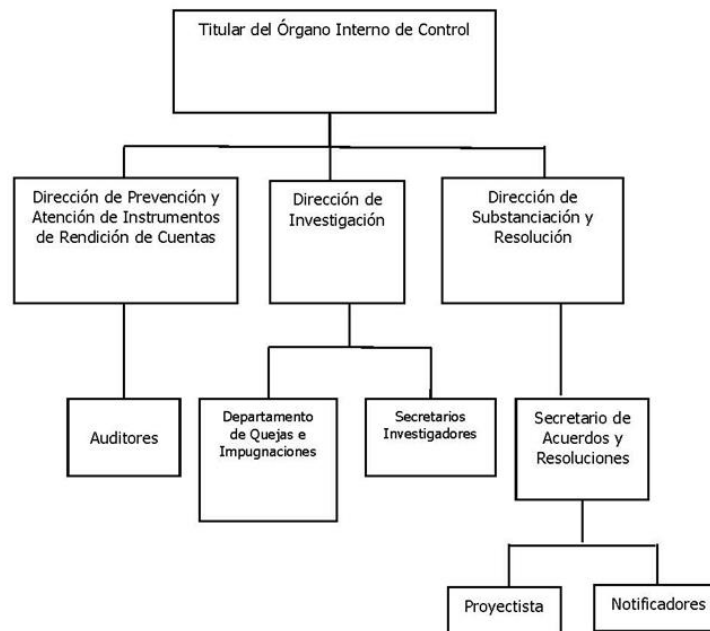 Titular del Órgano Interno de Control
Dirección de Prevención y
Atención de Instrumentos
de Rendición de Cuentas
Dirección de
Investigación
Dirección de
Substanciación y
Resolución
Auditores
Departamento
de Quejas e
Impugnaciones
Secretarios
Investigadores
Secretario de
Acuerdos y
Resoluciones
Proyectista
Notificadores